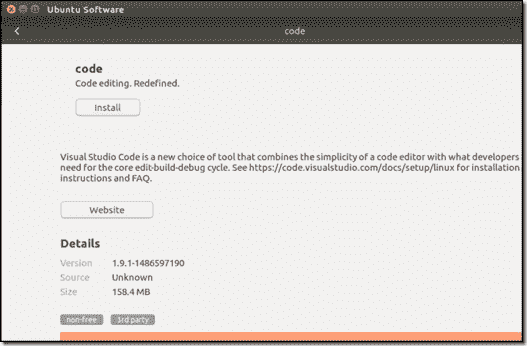 Ubuntu Software
code
code
Code editing. Redefined.
Install
Visual Studio Code is a new choice of tool that combines the simplicity of a code editor with what developers
need for the core edit-build-debug cycle. See https://code.visualstudio.com/docs/setup/linux for installation
instructions and FAQ.
Website
Details
Version 1.9.1-1486597190
Source Unknown
Size 158.4 MB
non-free 3rd party